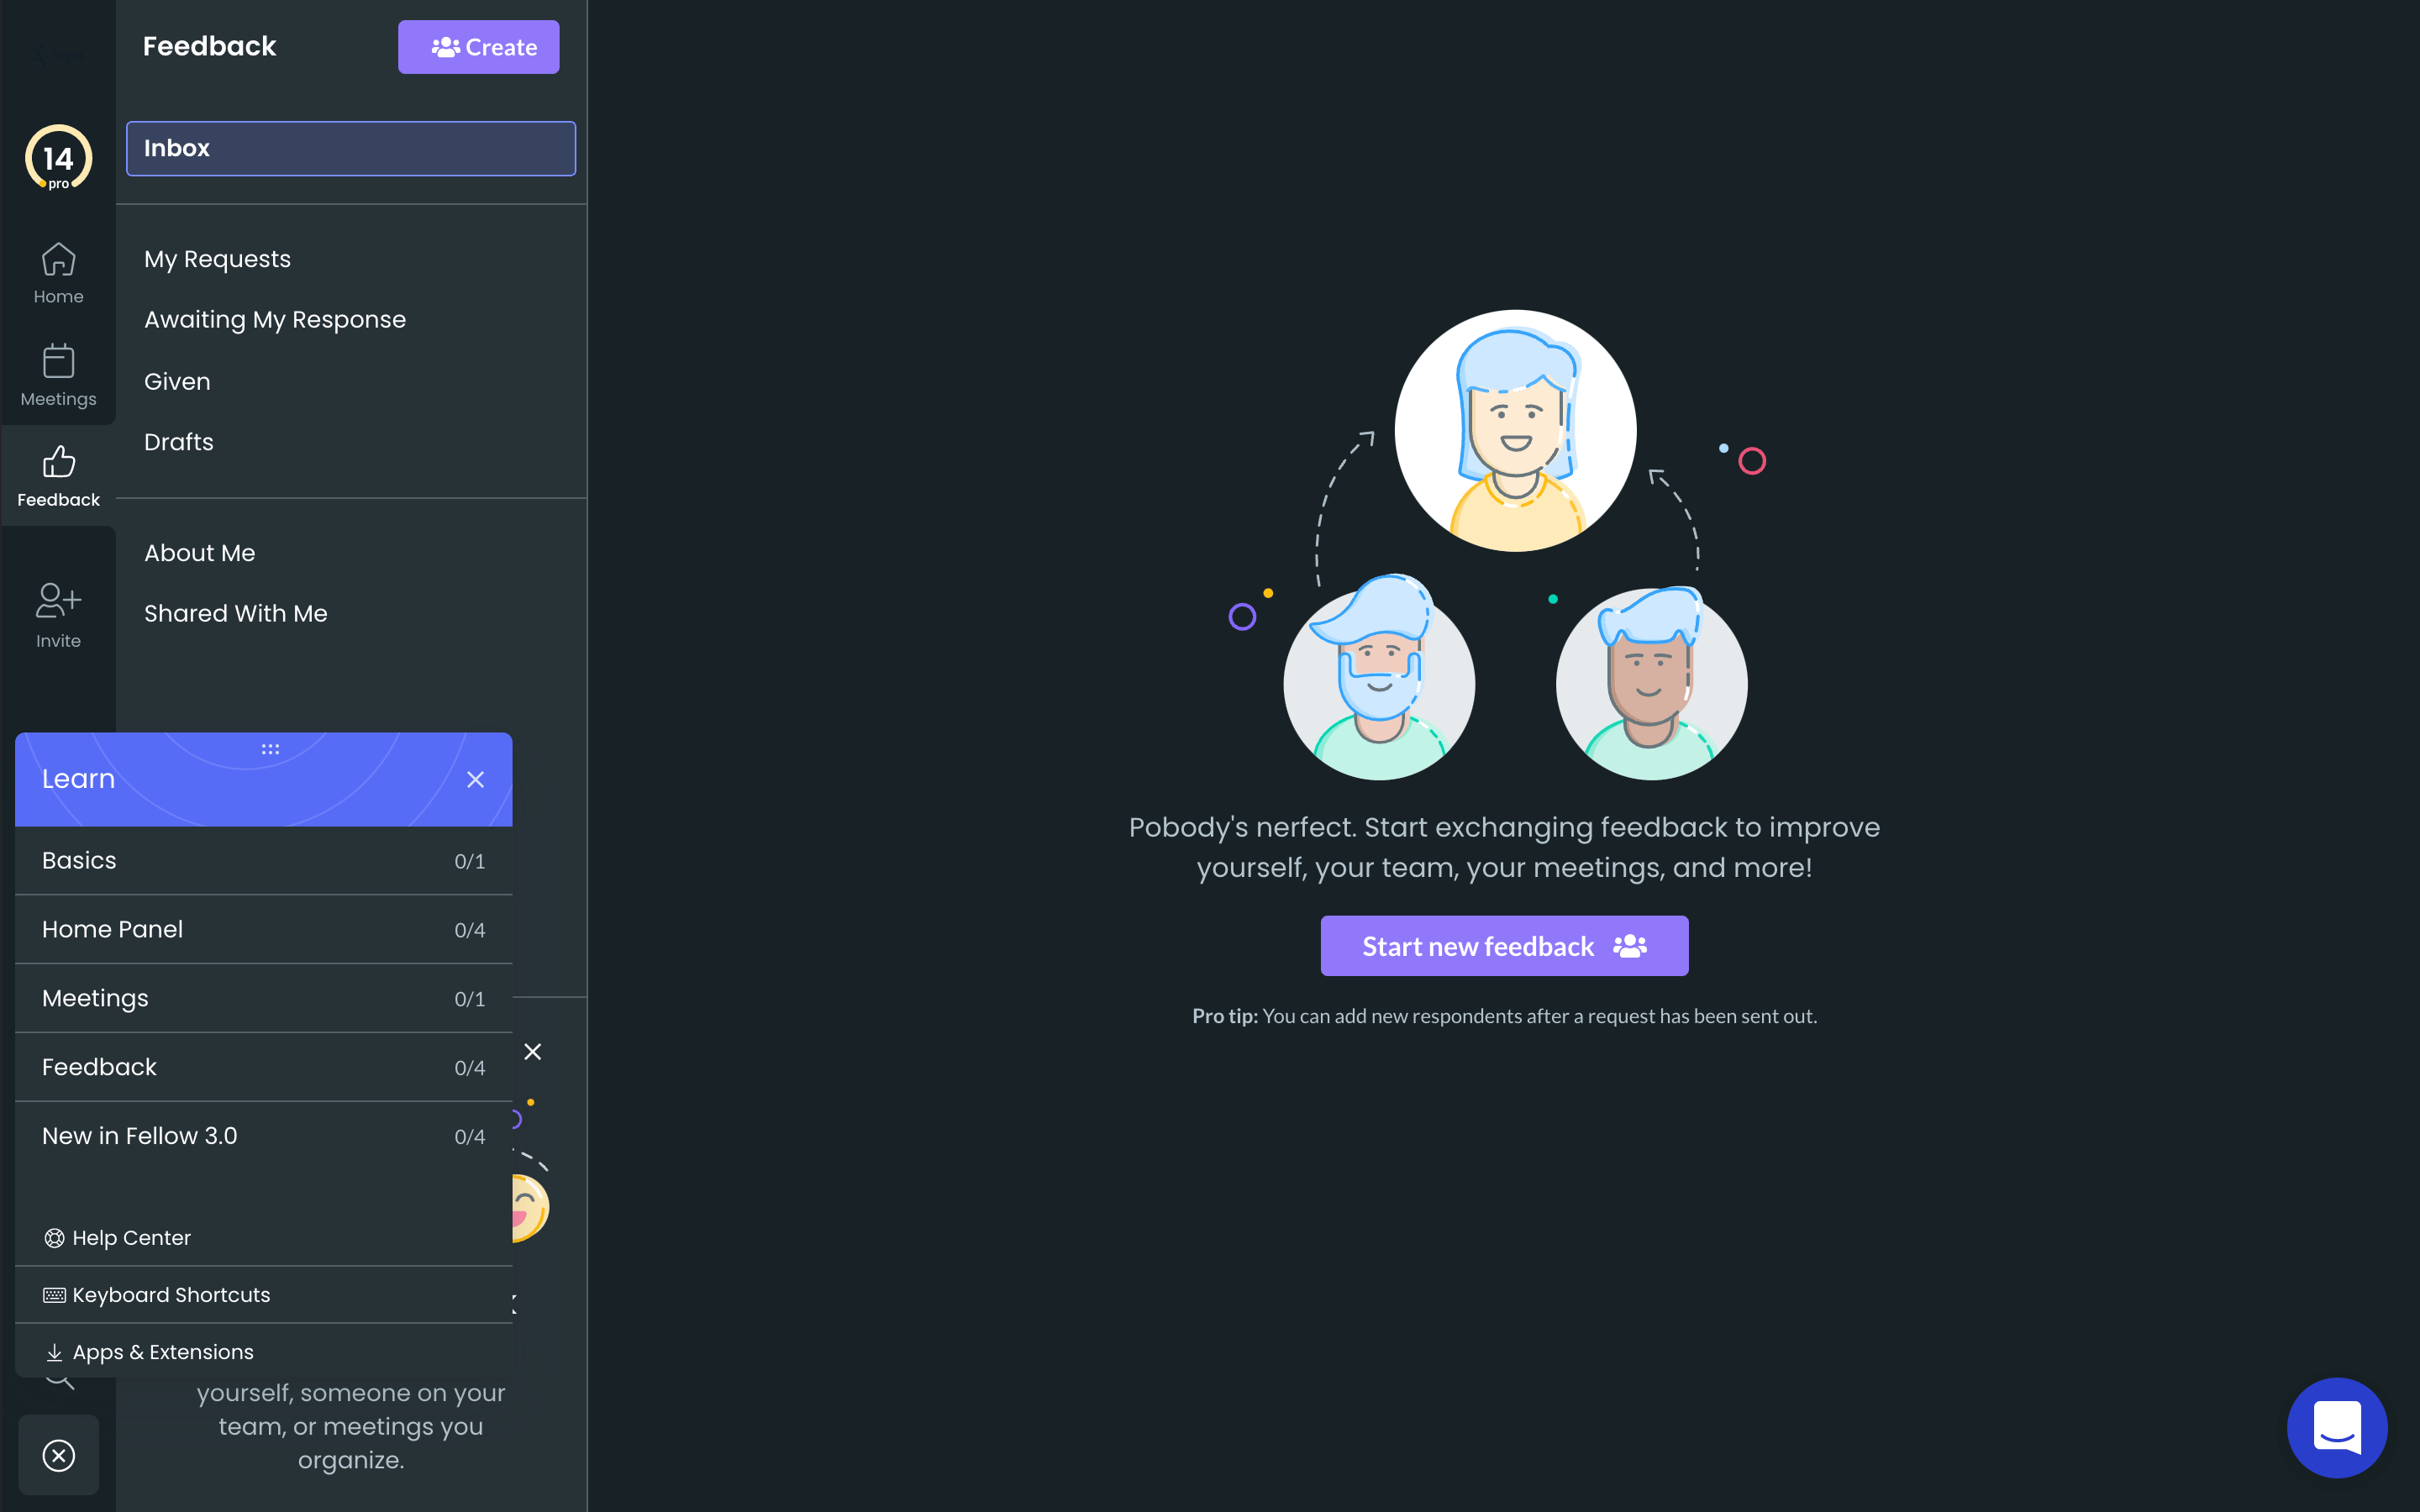 Feedback
Create
14
pro
Home
Meetings
Feedback
Invite
Inbox
My Requests
Awaiting My Response
Given
Drafts
About Me
Shared With Me
Learn
Basics 0/1
Home Panel 0/4
Meetings 0/1
Feedback 0/4
New in Fellow 3.0 0/4
Help Center
Keyboard Shortcuts
Apps & Extensions
yourself, someone on your
team, or meetings you
organize.
Pobody's nerfect. Start exchanging feedback to improve
yourself, your team, your meetings, and more!
Start new feedback
Pro tip: You can add new respondents after a request has been sent out.